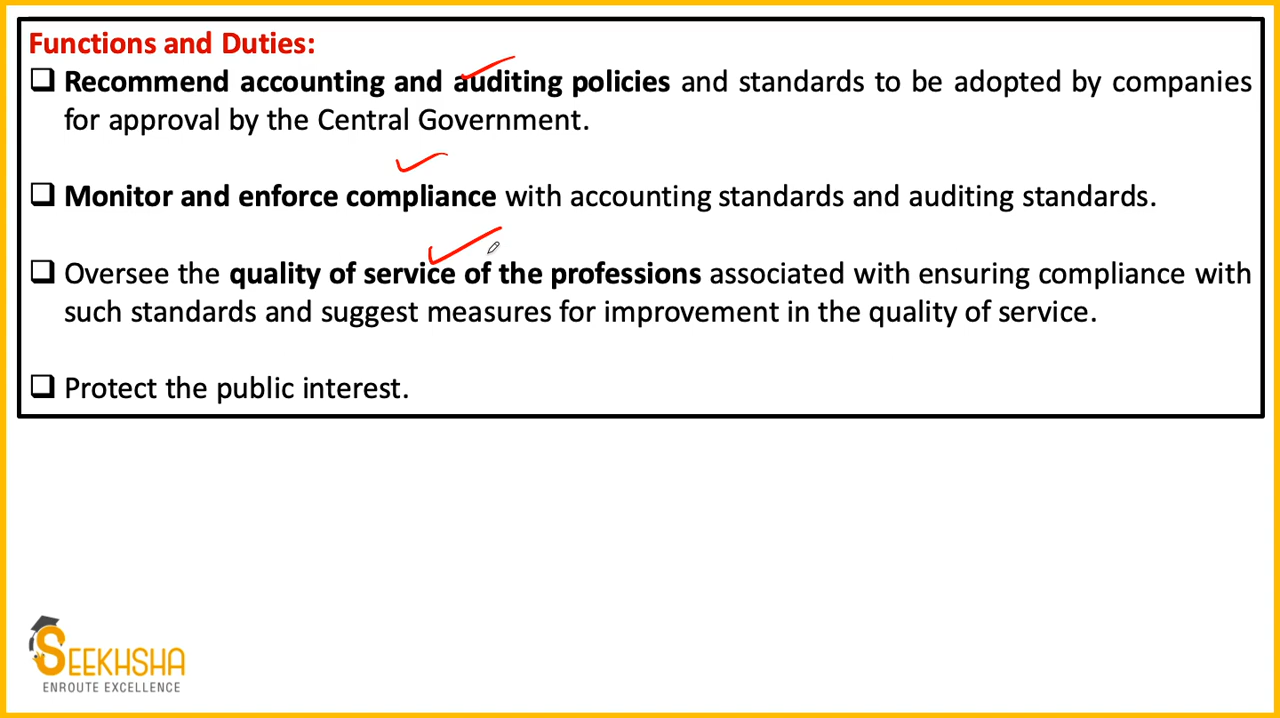 Functions and Duties:
❑ Recommend accounting and auditing policies and standards to be adopted by companies
for approval by the Central Government.
❑ Monitor and enforce compliance with accounting standards and auditing standards.
❑ Oversee the quality of service of the professions associated with ensuring compliance with
such standards and suggest measures for improvement in the quality of service.
❑ Protect the public interest.
SEEKHSHA
ENROUTE EXCELLENCE